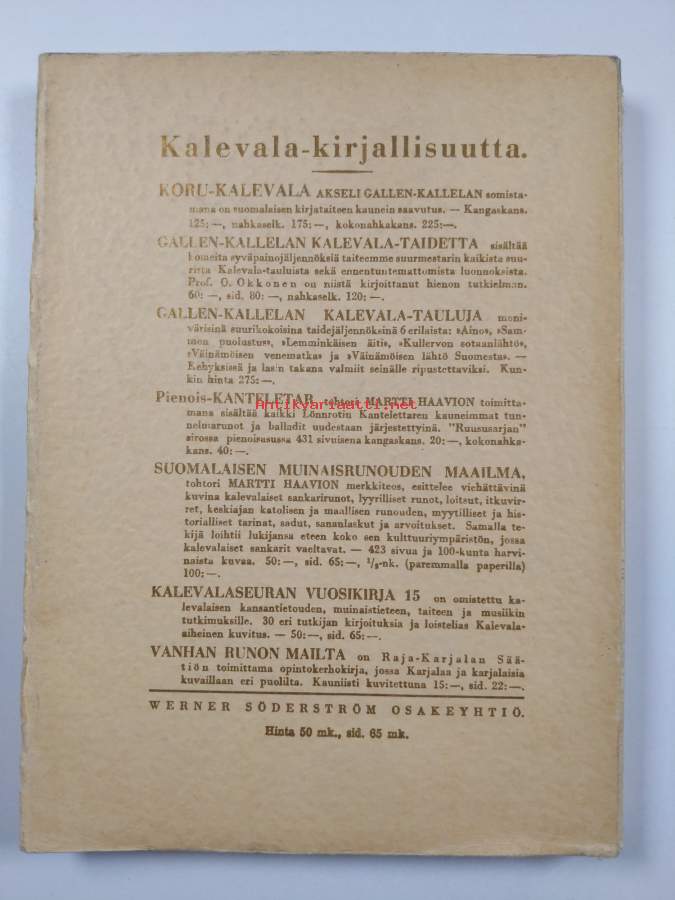 Kalevala-kirjallisuutta.
KORU-KALEVALA AKSELI GALLEN-KALLELAN somista-
mana on suomalaisen kirjataiteen kaunein saavutus. — Kangaskans.
125: —, nahkaselk. 175: —, kokonahkakans. 225:—.
GALLEN-KALLELAN KALEVALA-TAIDETTA sisältää
komeita syväpainojäljennöksiä taiteemme suurmestarin kaikista suu-
rista Kalevala-tauluista sekä ennentuntemattomista luonnoksista.
Prof. O. Okkonen on niistä kirjoittanut hienon tutkielman.
60: —, sid. 80: —, nahkaselk. 120: —.
GALLEN-KALLELAN KALEVALA-TAULUJA moni-
värisinä suurikokoisina taidejäljennöksinä 6 erilaista: »Aino», »Sam-
mon puolustus», »Lemminkäisen äiti», »Kullervon sotaanlähtö»,
»Väinämöisen venematka» ja »Väinämöisen lähtö Suomesta». —
Kehyksissä ja lasin takana valmiit seinälle ripustettaviksi. Kun-
kin hinta 275: —.
Pienois-KANTELETAR, tohtori MARTTI HAAVION toimitta-
Antikvariaatti.net
mana sisältää kaikki Lönnrotin Kantelettaren kauneimmat tun-
nelmarunot ja balladit uudestaan järjestettyinä. "Ruususarjan"
sirossa pienoisasussa 431 sivuisena kangaskans. 20: —, kokonahka-
kans. 40: —.
SUOMALAISEN MUINAISRUNOUDEN MAAILMA,
tohtori MARTTI HAAVION merkkiteos, esittelee viehättävinä
kuvina kalevalaiset sankarirunot, lyyrilliset runot, loitsut, itkuvir-
ret, keskiajan katolisen ja maallisen runouden, myytilliset ja his-
torialliset tarinat, sadut, sananlaskut ja arvoitukset. Samalla te-
kijä loihtii lukijansa eteen koko sen kulttuuriympäristön, jossa
kalevalaiset sankarit vaeltavat. — 423 sivua ja 100-kunta harvi-
naista kuvaa. 50: —, sid. 65: —, ¹/₂-nk. (paremmalla paperilla)
100: —.
KALEVALASEURAN VUOSIKIRJA 15 on omistettu ka-
levalaisen kansantietouden, muinaistieteen, taiteen ja musiikin
tutkimuksille. 30 eri tutkijan kirjoituksia ja loistelias Kalevala-
aiheinen kuvitus. — 50: —, sid. 65: —.
VANHAN RUNON MAILTA on Raja-Karjalan Sää-
tiön toimittama opintokerhokirja, jossa Karjalaa ja karjalaisia
kuvaillaan eri puolilta. Kauniisti kuvitettuna 15: —, sid. 22: —.
WERNER SÖDERSTRÖM OSAKEYHTIÖ.
Hinta 50 mk., sid. 65 mk.